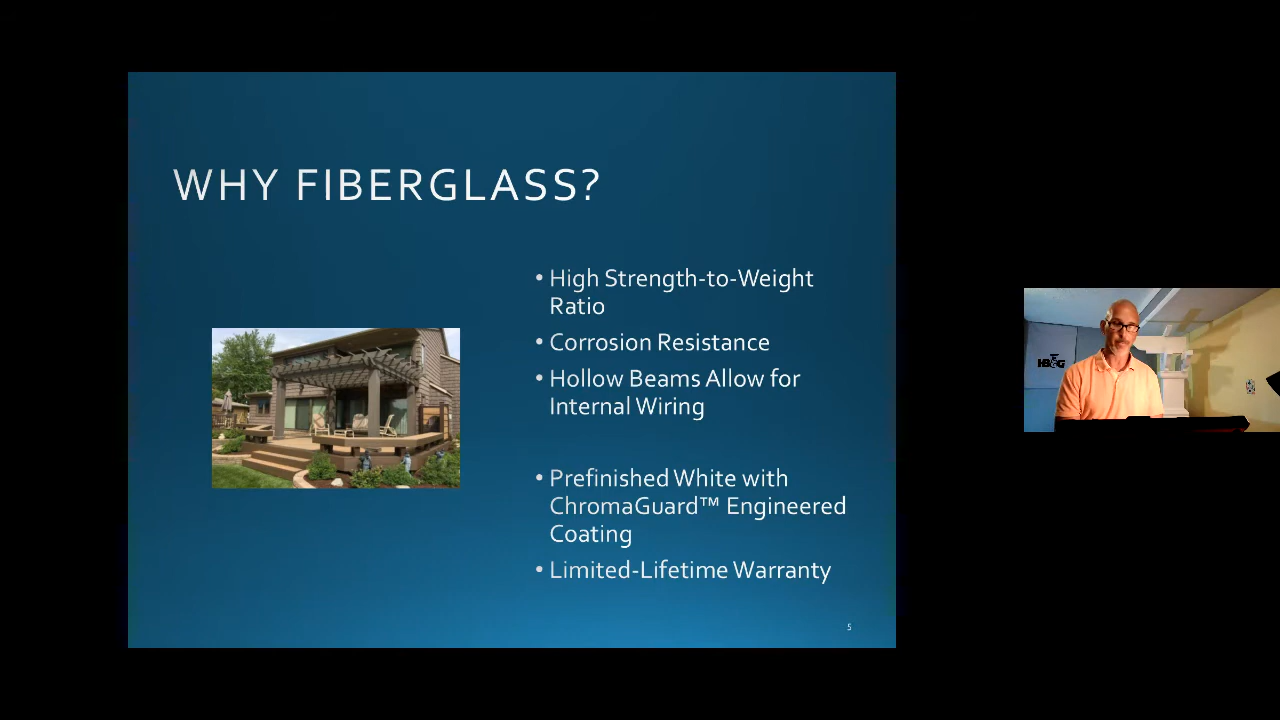 WHY FIBERGLASS?
• High Strength-to-Weight
Ratio
• Corrosion Resistance
• Hollow Beams Allow for
Internal Wiring
• Prefinished White with
ChromaGuard™ Engineered
Coating
• Limited-Lifetime Warranty
5
HB&G